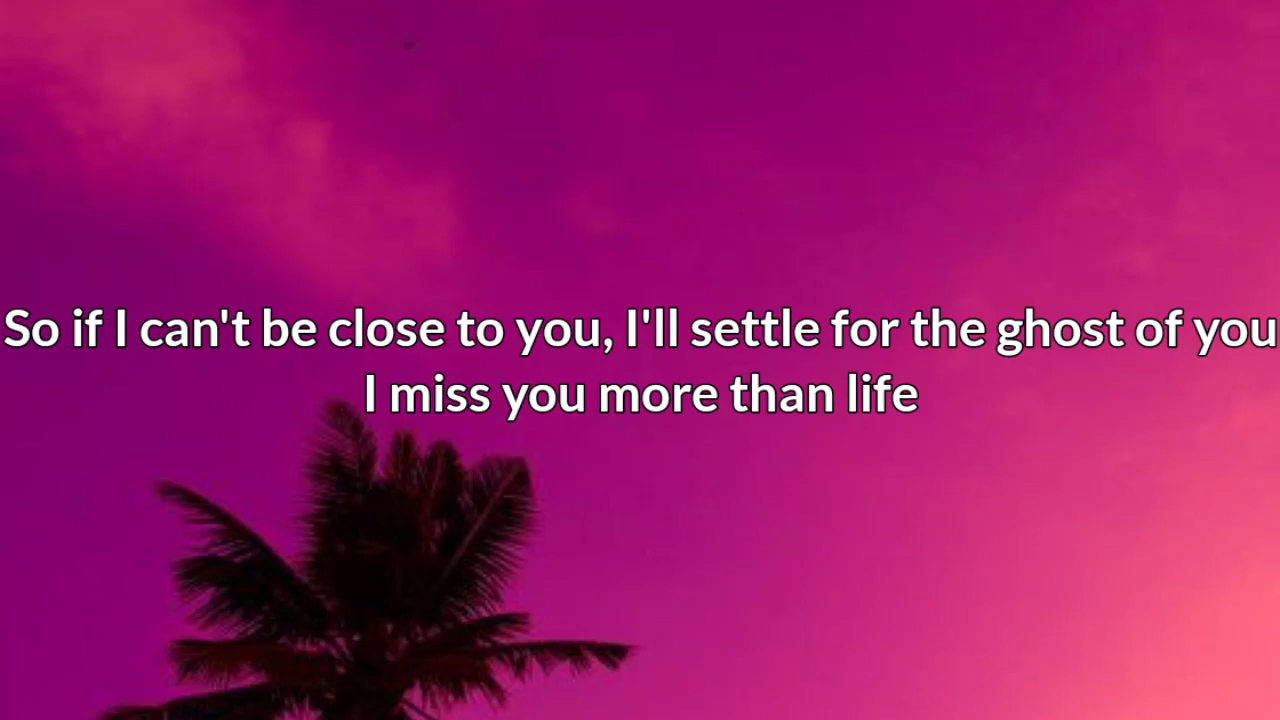 So if I can't be close to you, I'll settle for the ghost of you
I miss you more than life